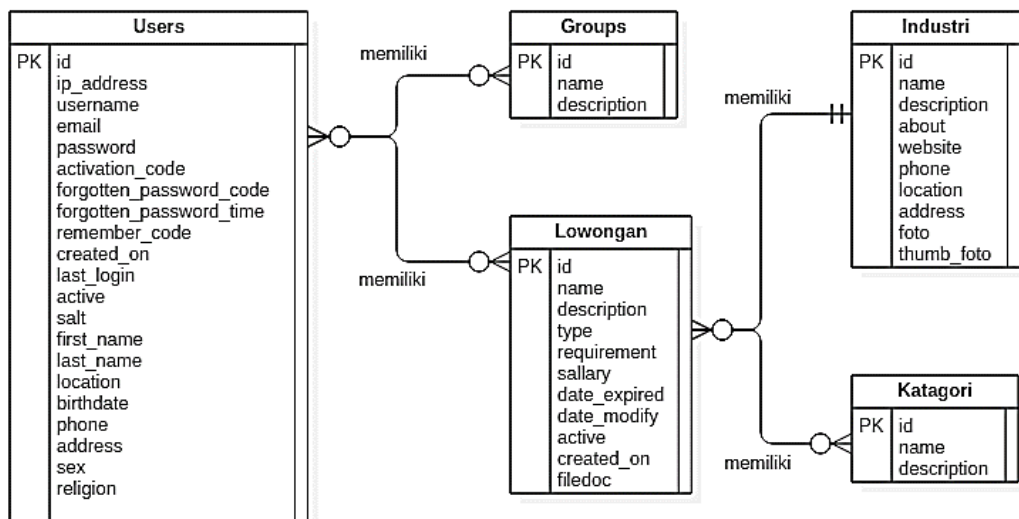 Users
PK id
ip_address
username
email
password
activation_code
forgotten_password_code
forgotten_password_time
remember_code
created_on
last_login
active
salt
first_name
last_name
location
birthdate
phone
address
sex
religion
memiliki
memiliki
Groups
PK id
name
description
Lowongan
PK id
name
description
type
requirement
sallary
date_expired
date_modify
active
created_on
filedoc
memiliki
memiliki
Industri
PK id
name
description
about
website
phone
location
address
foto
thumb_foto
Katagori
PK id
name
description